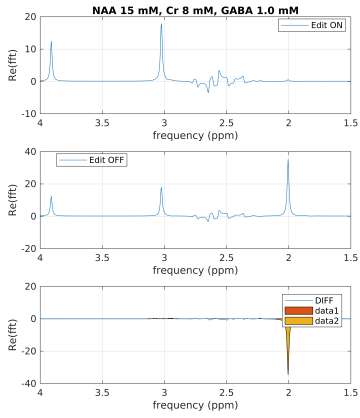 NAA 15 mM, Cr 8 mM, GABA 1.0 mM
20
10
0
-10
Re(fft)
Edit ON
4 3.5 3 2.5 2 1.5
frequency (ppm)
40
20
0
-20
Re(fft)
Edit OFF
4 3.5 3 2.5 2 1.5
frequency (ppm)
20
0
-20
-40
Re(fft)
DIFF
data1
data2
4 3.5 3 2.5 2 1.5
frequency (ppm)